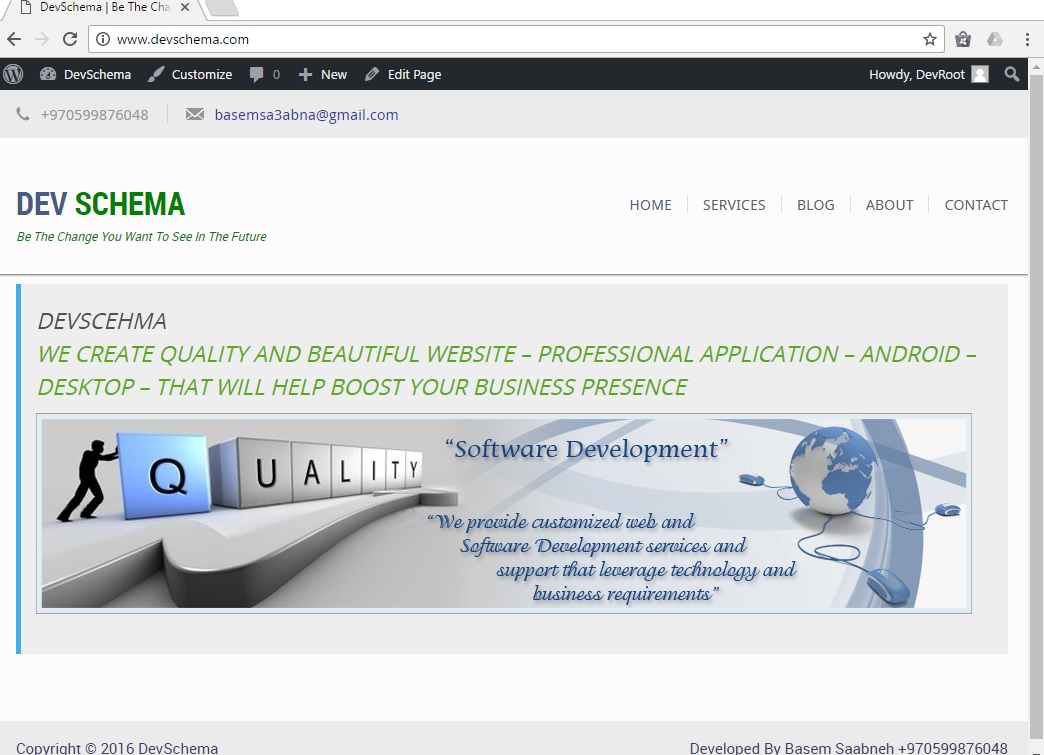 DevSchema | Be The Cha
www.devschema.com
DevSchema Customize 0 New Edit Page Howdy, DevRoot
+970599876048 basemsa3abna@gmail.com
DEV SCHEMA
Be The Change You Want To See In The Future
HOME SERVICES BLOG ABOUT CONTACT
DEVSCEHMA
WE CREATE QUALITY AND BEAUTIFUL WEBSITE – PROFESSIONAL APPLICATION – ANDROID –
DESKTOP – THAT WILL HELP BOOST YOUR BUSINESS PRESENCE
QUALITY
“Software Development”
“We provide customized web and
Software Development services and
support that leverage technology and
business requirements”
Copyright © 2016 DevSchema
Developed By Basem Saabneh +970599876048